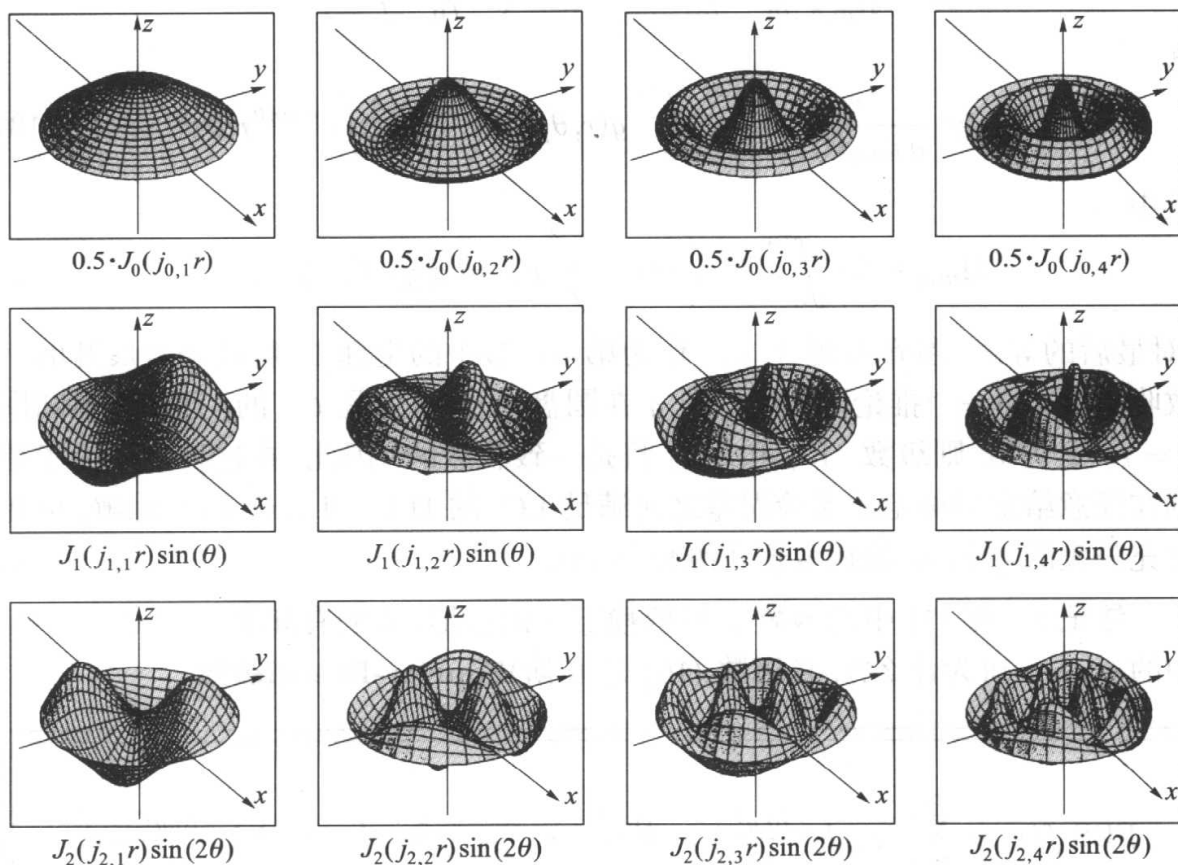 z y x z y x z y x z y x
0.5·J₀(j₀,₁r) 0.5·J₀(j₀,₂r) 0.5·J₀(j₀,₃r) 0.5·J₀(j₀,₄r)
z y x z y x z y x z y x
J₁(j₁,₁r)sin(θ) J₁(j₁,₂r)sin(θ) J₁(j₁,₃r)sin(θ) J₁(j₁,₄r)sin(θ)
z y x z y x z y x z y x
J₂(j₂,₁r)sin(2θ) J₂(j₂,₂r)sin(2θ) J₂(j₂,₃r)sin(2θ) J₂(j₂,₄r)sin(2θ)